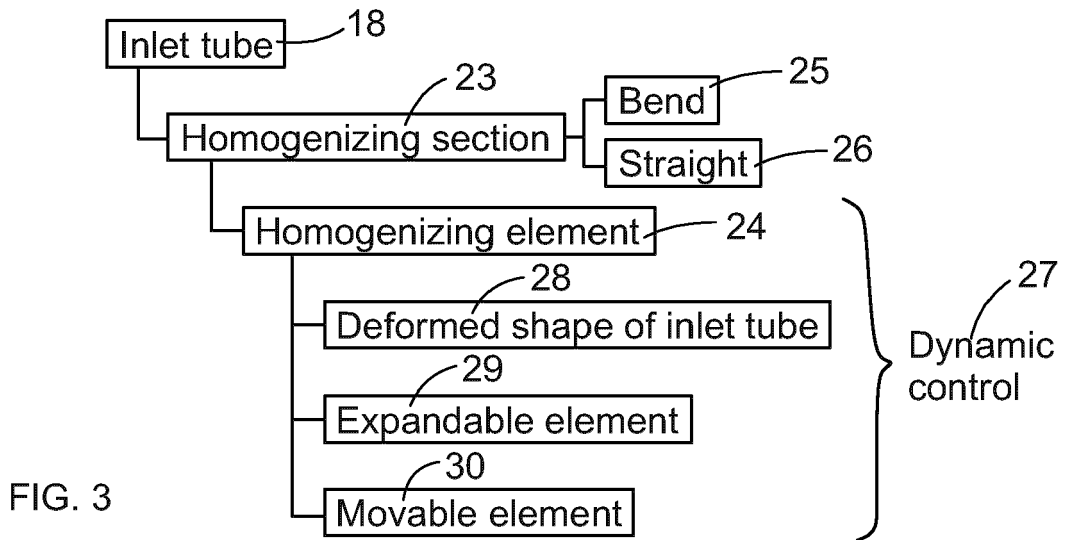 Inlet tube
18
23
25
Bend
Homogenizing section
Straight
26
Homogenizing element
24
28
Deformed shape of inlet tube
27
Dynamic
control
29
Expandable element
30
Movable element
FIG. 3